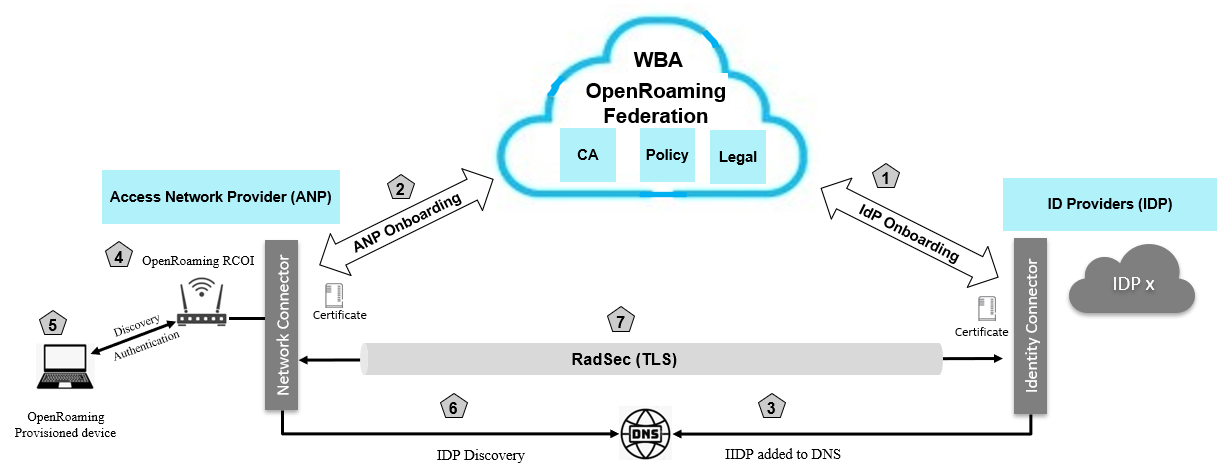 WBA
OpenRoaming
Federation
CA
Policy
Legal
Access Network Provider (ANP)
2
ANP Onboarding
1
IdP Onboarding
ID Providers (IDP)
4
OpenRoaming RCOI
Network Connector
Certificate
Identity Connector
IDP x
Certificate
5
Discovery
Authentication
7
RadSec (TLS)
OpenRoaming
Provisioned device
6
IDP Discovery
DNS
3
IIDP added to DNS